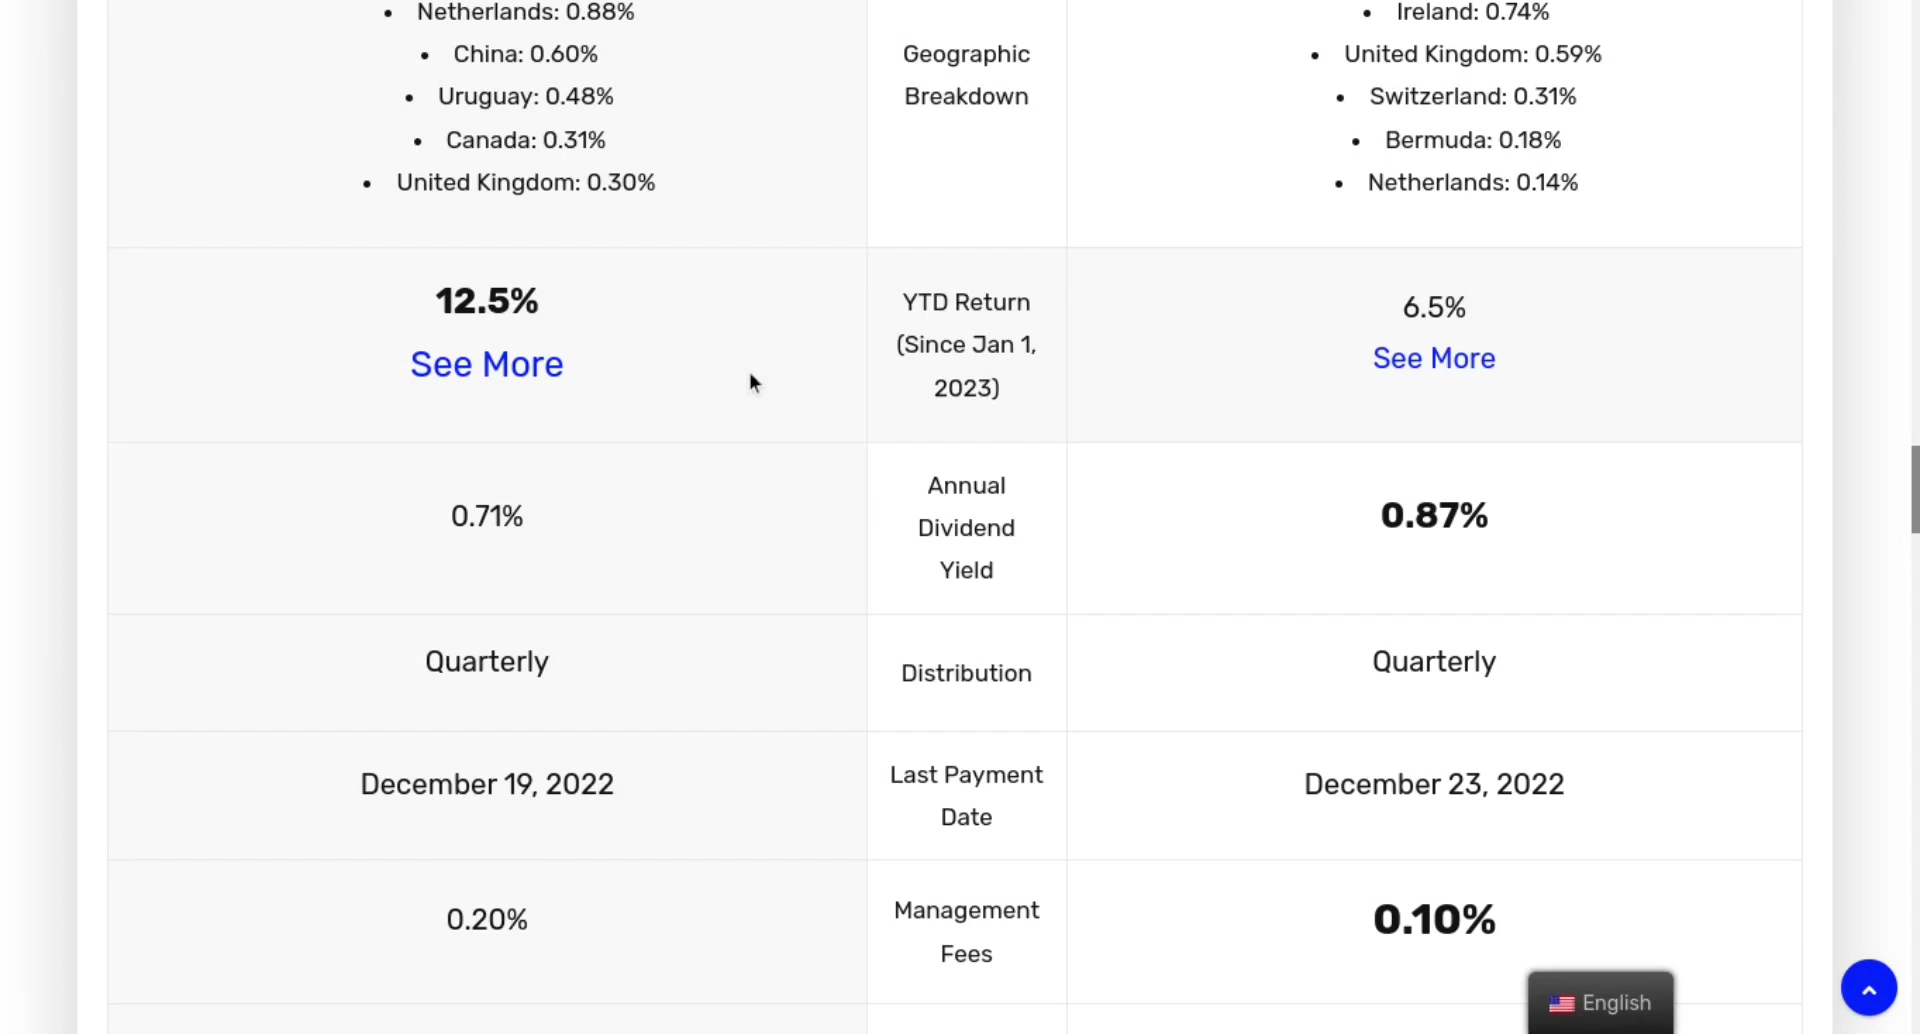 Netherlands: 0.88%
China: 0.60%
Uruguay: 0.48%
Canada: 0.31%
United Kingdom: 0.30%
Geographic
Breakdown
Ireland: 0.74%
United Kingdom: 0.59%
Switzerland: 0.31%
Bermuda: 0.18%
Netherlands: 0.14%
12.5%
See More
YTD Return
(Since Jan 1,
2023)
6.5%
See More
0.71%
Annual
Dividend
Yield
0.87%
Quarterly
Distribution
Quarterly
December 19, 2022
Last Payment
Date
December 23, 2022
0.20%
Management
Fees
0.10%
English